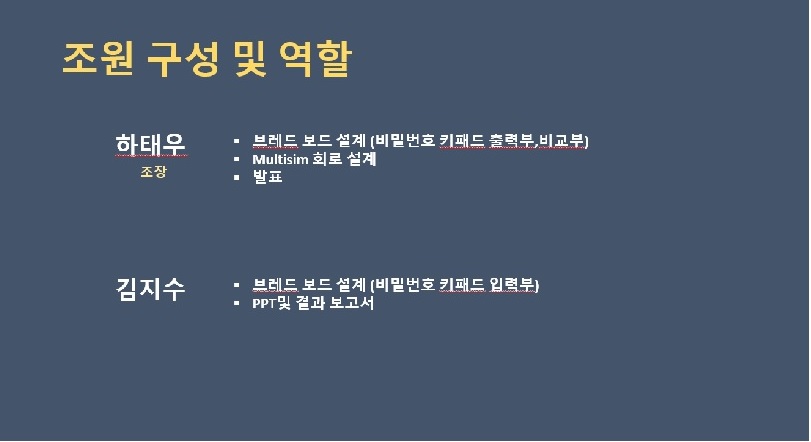 조원 구성 및 역할
하태우
조장
▪ 브레드 보드 설계 (비밀번호 키패드 출력부,비교부)
▪ Multisim 회로 설계
▪ 발표
김지수
▪ 브레드 보드 설계 (비밀번호 키패드 입력부)
▪ PPT및 결과 보고서